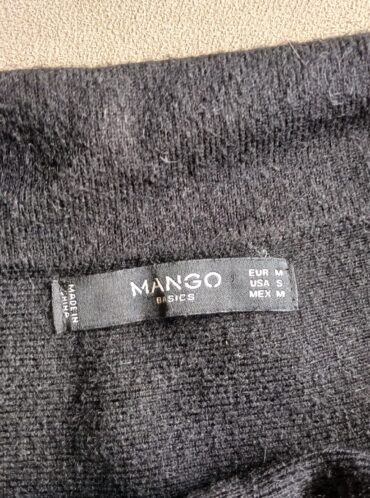 MANGO
BASICS
EUR M
USA S
MEX M
MADE IN
CHINA